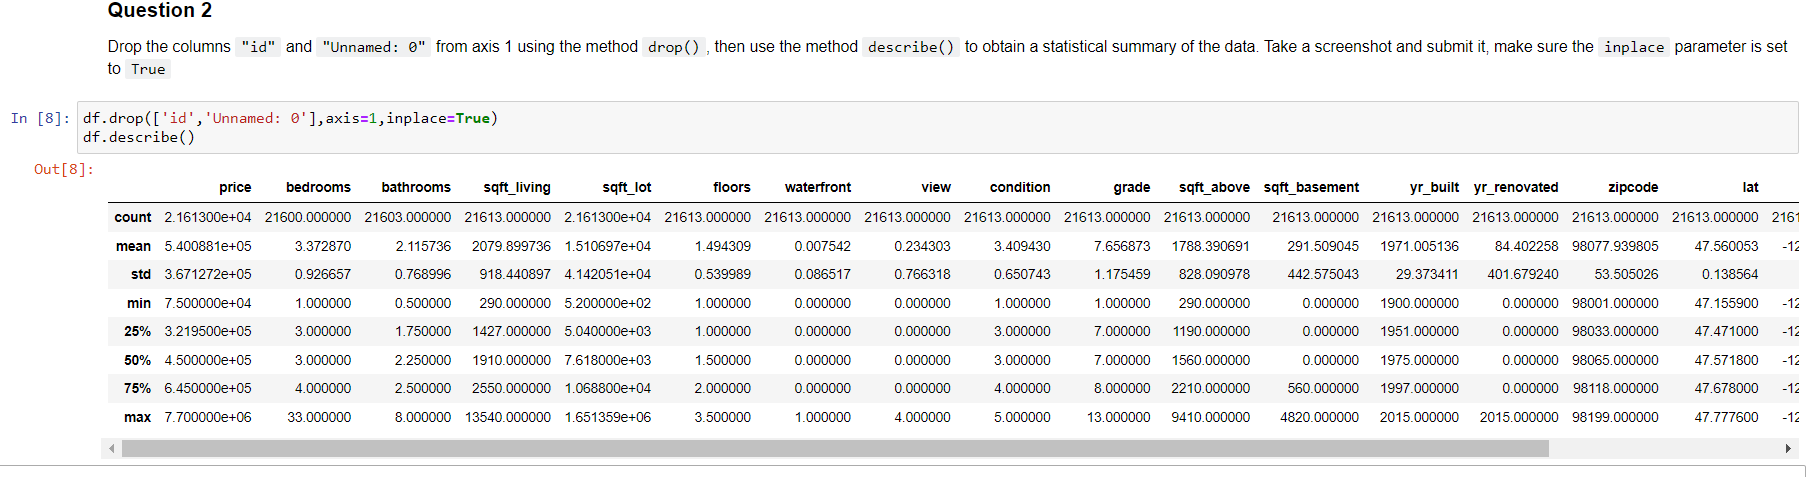 Question 2
Drop the columns "id" and "Unnamed: 0" from axis 1 using the method drop() , then use the method describe() to obtain a statistical summary of the data. Take a screenshot and submit it, make sure the inplace parameter is set
to True
In [8]: df.drop(['id','Unnamed: 0'],axis=1,inplace=True)
df.describe()
Out[8]:
price bedrooms bathrooms sqft_living sqft_lot floors waterfront view condition grade sqft_above sqft_basement yr_built yr_renovated zipcode lat
count 2.161300e+04 21600.000000 21603.000000 21613.000000 2.161300e+04 21613.000000 21613.000000 21613.000000 21613.000000 21613.000000 21613.000000 21613.000000 21613.000000 21613.000000 21613.000000 21613.000000 2161
mean 5.400881e+05 3.372870 2.115736 2079.899736 1.510697e+04 1.494309 0.007542 0.234303 3.409430 7.656873 1788.390691 291.509045 1971.005136 84.402258 98077.939805 47.560053 -12
std 3.671272e+05 0.926657 0.768996 918.440897 4.142051e+04 0.539989 0.086517 0.766318 0.650743 1.175459 828.090978 442.575043 29.373411 401.679240 53.505026 0.138564
min 7.500000e+04 1.000000 0.500000 290.000000 5.200000e+02 1.000000 0.000000 0.000000 1.000000 1.000000 290.000000 0.000000 1900.000000 0.000000 98001.000000 47.155900 -12
25% 3.219500e+05 3.000000 1.750000 1427.000000 5.040000e+03 1.000000 0.000000 0.000000 3.000000 7.000000 1190.000000 0.000000 1951.000000 0.000000 98033.000000 47.471000 -12
50% 4.500000e+05 3.000000 2.250000 1910.000000 7.618000e+03 1.500000 0.000000 0.000000 3.000000 7.000000 1560.000000 0.000000 1975.000000 0.000000 98065.000000 47.571800 -12
75% 6.450000e+05 4.000000 2.500000 2550.000000 1.068800e+04 2.000000 0.000000 0.000000 4.000000 8.000000 2210.000000 560.000000 1997.000000 0.000000 98118.000000 47.678000 -12
max 7.700000e+06 33.000000 8.000000 13540.000000 1.651359e+06 3.500000 1.000000 4.000000 5.000000 13.000000 9410.000000 4820.000000 2015.000000 2015.000000 98199.000000 47.777600 -12